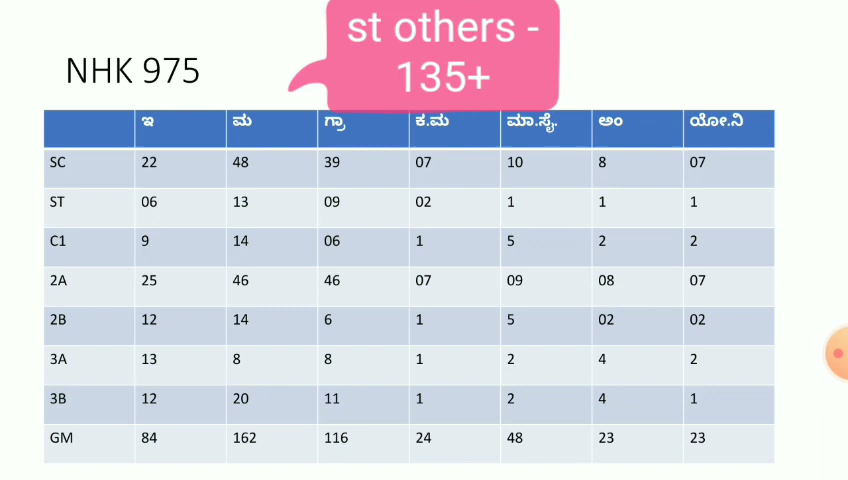 st others -
135+
NHK 975
ಇ ಮ ಗ್ರಾ ಕ.ಮ ಮಾ.ಸೈ. ಅಂ ಯೋ.ನಿ
SC 22 48 39 07 10 8 07
ST 06 13 09 02 1 1 1
C1 9 14 06 1 5 2 2
2A 25 46 46 07 09 08 07
2B 12 14 6 1 5 02 02
3A 13 8 8 1 2 4 2
3B 12 20 11 1 2 4 1
GM 84 162 116 24 48 23 23